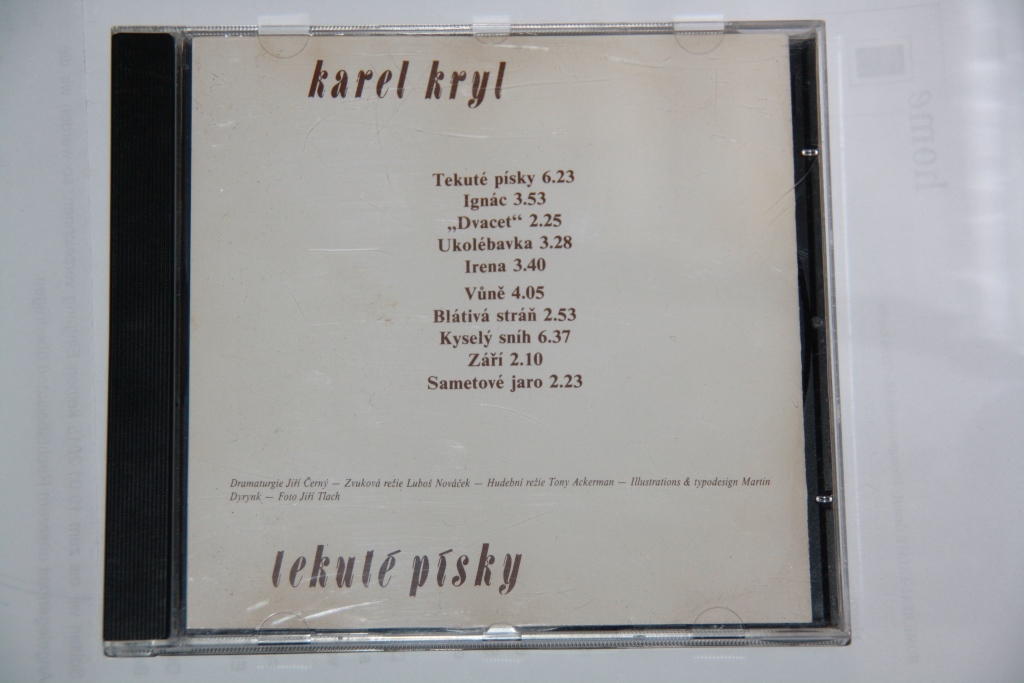 karel kryl
Tekuté písky 6.23
Ignác 3.53
„Dvacet“ 2.25
Ukolébavka 3.28
Irena 3.40
Vůně 4.05
Blátivá stráň 2.53
Kyselý sníh 6.37
Září 2.10
Sametové jaro 2.23
Dramaturgie Jiří Černý — Zvuková režie Luboš Nováček — Hudební režie Tony Ackerman — Illustrations & typodesign Martin
Dyrynk — Foto Jiří Tlach
tekuté písky
home